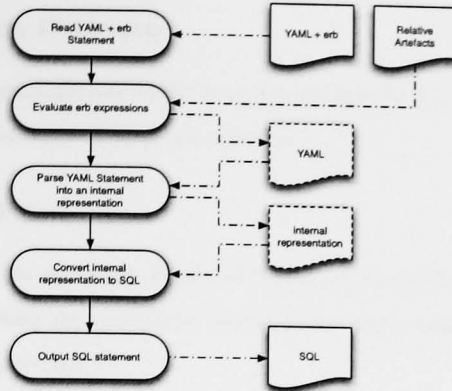 Read YAML + erb
Statement
YAML + erb
Relative
Artefacts
Evaluate erb expressions
YAML
Parse YAML Statement
into an internal
representation
internal
representation
Convert internal
representation to SQL
Output SQL statement
SQL